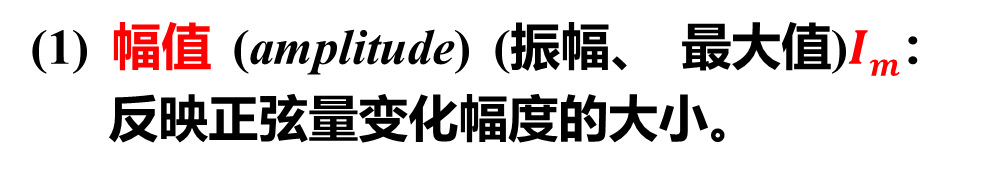 (1) 幅值 (amplitude) (振幅、 最大值)Iₘ：
反映正弦量变化幅度的大小。